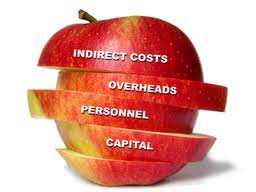 INDIRECT COSTS
OVERHEADS
PERSONNEL
CAPITAL